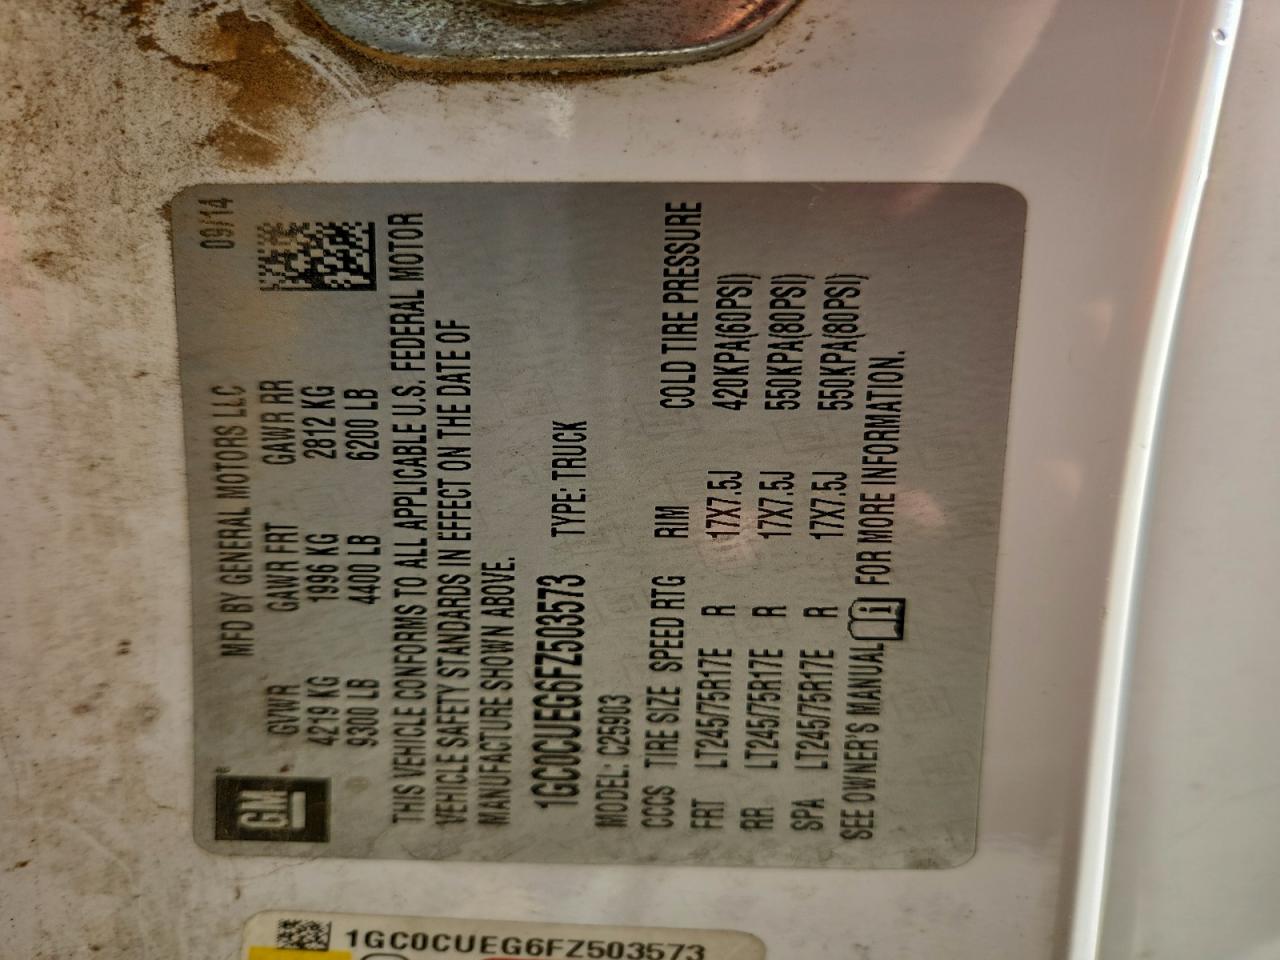 GM
MFD BY GENERAL MOTORS LLC 09/14
GVWR GAWR FRT GAWR RR
4219 KG 1996 KG 2812 KG
9300 LB 4400 LB 6200 LB
THIS VEHICLE CONFORMS TO ALL APPLICABLE U.S. FEDERAL MOTOR
VEHICLE SAFETY STANDARDS IN EFFECT ON THE DATE OF
MANUFACTURE SHOWN ABOVE.
1GC0CUEG6FZ503573 TYPE: TRUCK
MODEL: C25903
CCCS TIRE SIZE SPEED RTG RIM COLD TIRE PRESSURE
FRT LT245/75R17E R 17X7.5J 420KPA(60PSI)
RR LT245/75R17E R 17X7.5J 550KPA(80PSI)
SPA LT245/75R17E R 17X7.5J 550KPA(80PSI)
SEE OWNER'S MANUAL FOR MORE INFORMATION.
1GC0CUEG6FZ503573